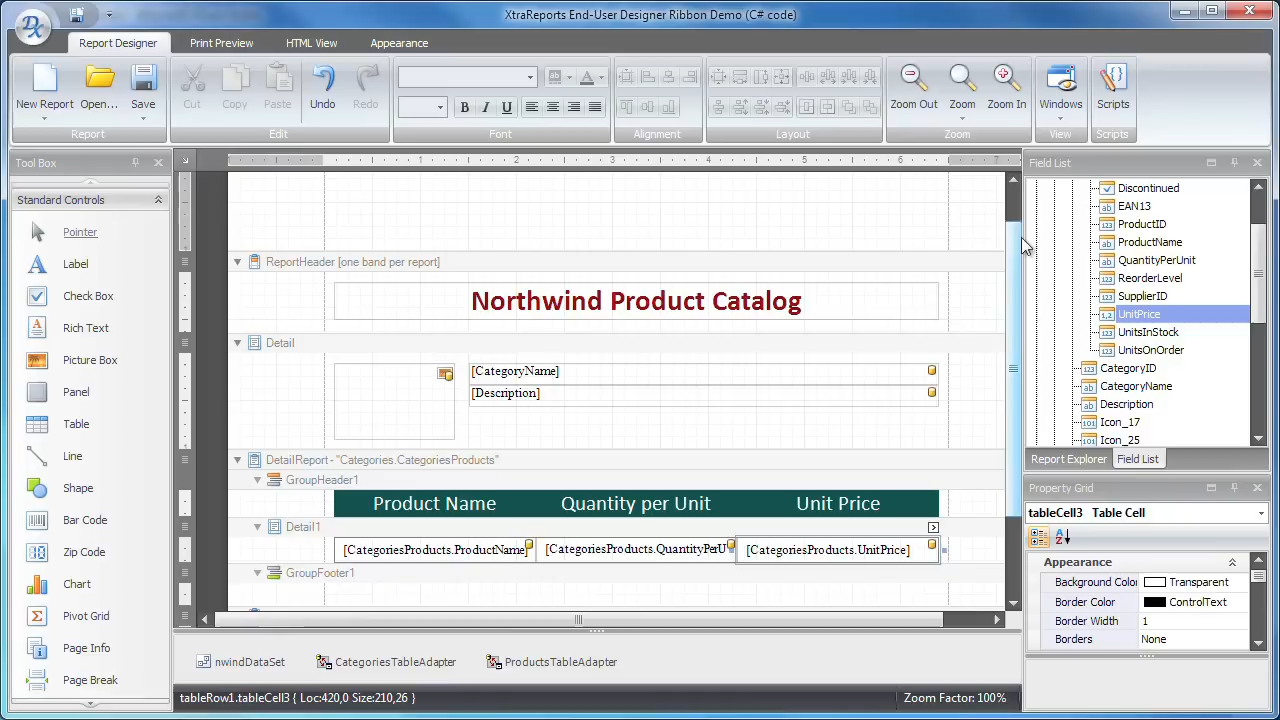 XtraReports End-User Designer Ribbon Demo (C# code)
Report Designer
Print Preview
HTML View
Appearance
New Report
Open...
Save
Cut
Copy
Paste
Undo
Redo
Zoom Out
Zoom
Zoom In
Windows
Scripts
Report
Edit
Font
Alignment
Layout
Zoom
View
Scripts
Tool Box
Standard Controls
Pointer
Label
Check Box
Rich Text
Picture Box
Panel
Table
Line
Shape
Bar Code
Zip Code
Chart
Pivot Grid
Page Info
Page Break
1 2 3 4 5 6 7
ReportHeader [one band per report]
Northwind Product Catalog
Detail
[CategoryName]
[Description]
DetailReport - "Categories.CategoriesProducts"
GroupHeader1
Product Name Quantity per Unit Unit Price
Detail1
[CategoriesProducts.ProductName] [CategoriesProducts.QuantityPerU [CategoriesProducts.UnitPrice]
GroupFooter1
nwindDataSet
CategoriesTableAdapter
ProductsTableAdapter
tableRow1.tableCell3 { Loc:420,0 Size:210,26 }
Zoom Factor: 100%
Field List
Discontinued
EAN13
ProductID
ProductName
QuantityPerUnit
ReorderLevel
SupplierID
UnitPrice
UnitsInStock
UnitsOnOrder
CategoryID
CategoryName
Description
Icon_17
Icon_25
Report Explorer
Field List
Property Grid
tableCell3 Table Cell
Appearance
Background Color Transparent
Border Color ControlText
Border Width 1
Borders None